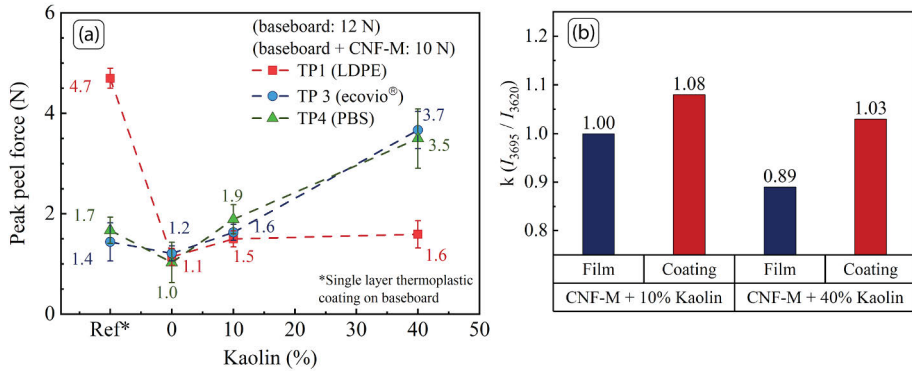 (a)
(baseboard: 12 N)
(baseboard + CNF-M: 10 N)
TP1 (LDPE)
TP 3 (ecovio®)
TP4 (PBS)
Peak peel force (N)
6
4
2
0
4.7
1.7
1.4
1.2
1.1
1.0
1.9
1.6
1.5
3.7
3.5
1.6
*Single layer thermoplastic
coating on baseboard
Ref* 0 10 20 30 40 50
Kaolin (%)
(b)
k (I3695 / I3620)
1.2
1.1
1.0
0.9
0.8
1.00
1.08
0.89
1.03
Film Coating Film Coating
CNF-M + 10% Kaolin CNF-M + 40% Kaolin